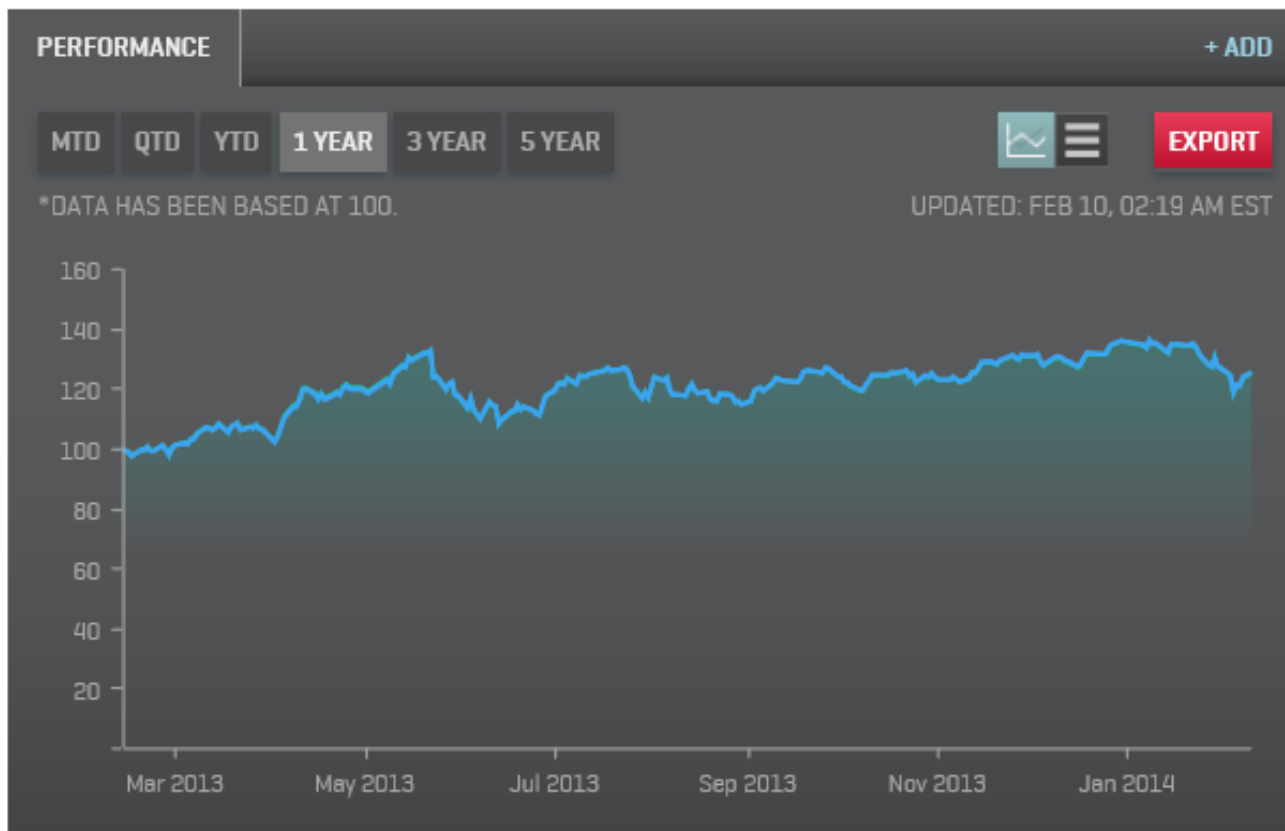 PERFORMANCE
+ ADD
MTD QTD YTD 1 YEAR 3 YEAR 5 YEAR
EXPORT
*DATA HAS BEEN BASED AT 100.
UPDATED: FEB 10, 02:19 AM EST
160
140
120
100
80
60
40
20
Mar 2013 May 2013 Jul 2013 Sep 2013 Nov 2013 Jan 2014